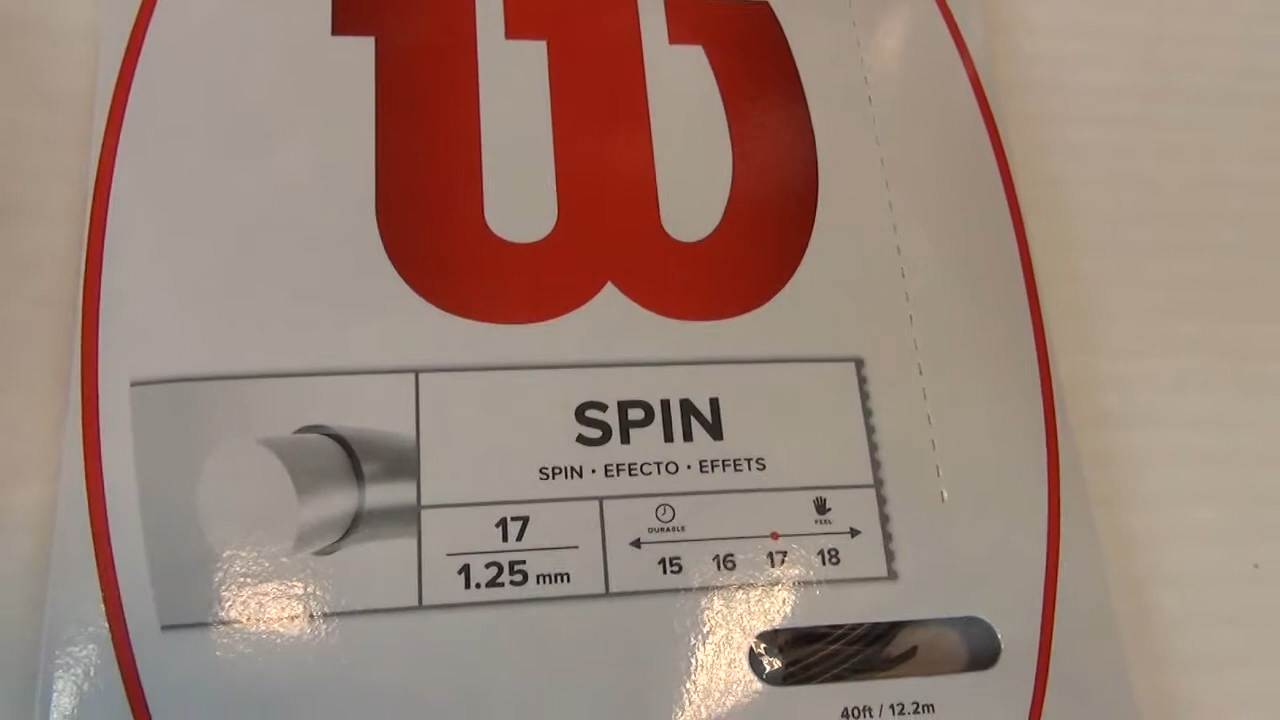 SPIN
SPIN • EFECTO • EFFETS
17
1.25 mm
DURABLE
FEEL
15 16 17 18
40ft / 12.2m